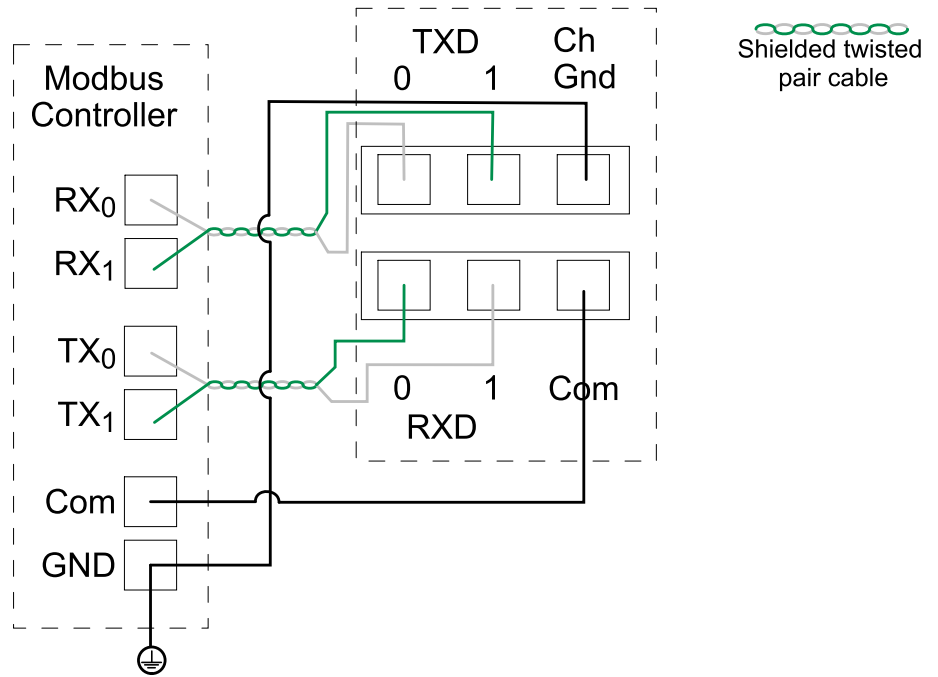 Modbus
Controller
RX0
RX1
TX0
TX1
Com
GND
TXD
0 1
Ch
Gnd
0 1 Com
RXD
Shielded twisted
pair cable